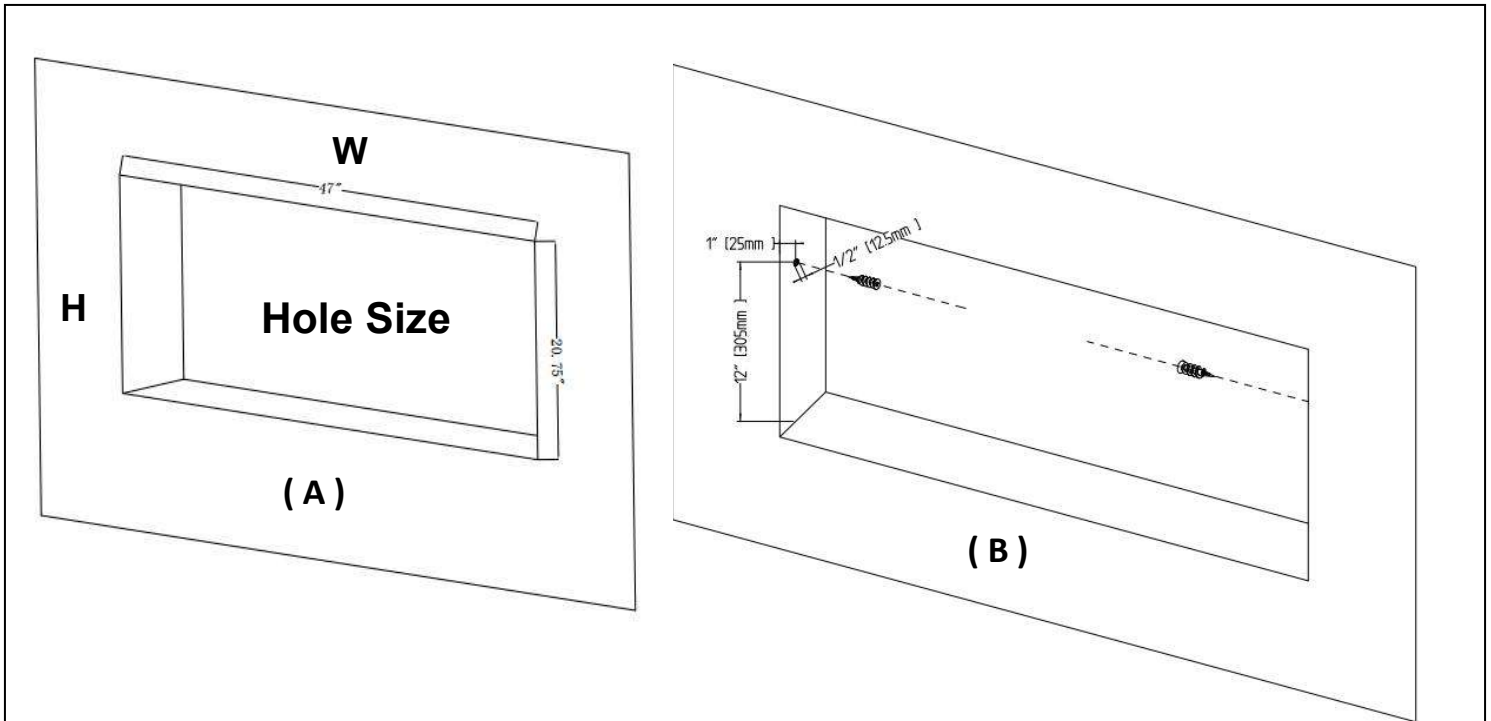 W
47"
H
Hole Size
20.75"
( A )
1" [25mm ]
1/2" [12.5mm ]
12" [305mm ]
( B )